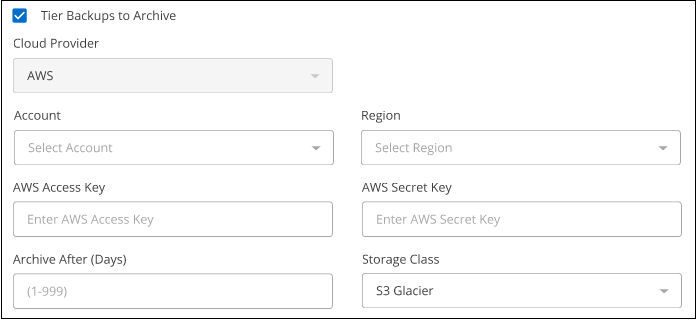 Tier Backups to Archive
Cloud Provider
AWS
Account
Region
Select Account
Select Region
AWS Access Key
AWS Secret Key
Enter AWS Access Key
Enter AWS Secret Key
Archive After (Days)
Storage Class
(1-999)
S3 Glacier